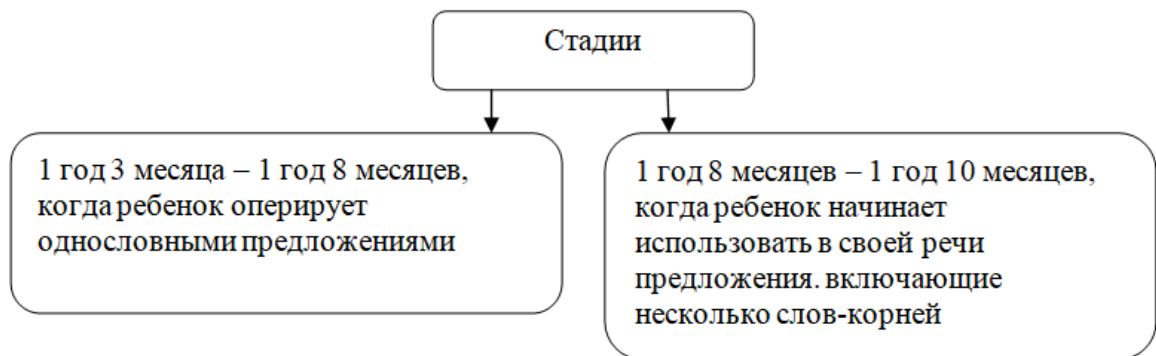 Стадии
1 год 3 месяца – 1 год 8 месяцев,
когда ребенок оперирует
однословными предложениями
1 год 8 месяцев – 1 год 10 месяцев,
когда ребенок начинает
использовать в своей речи
предложения. включающие
несколько слов-корней